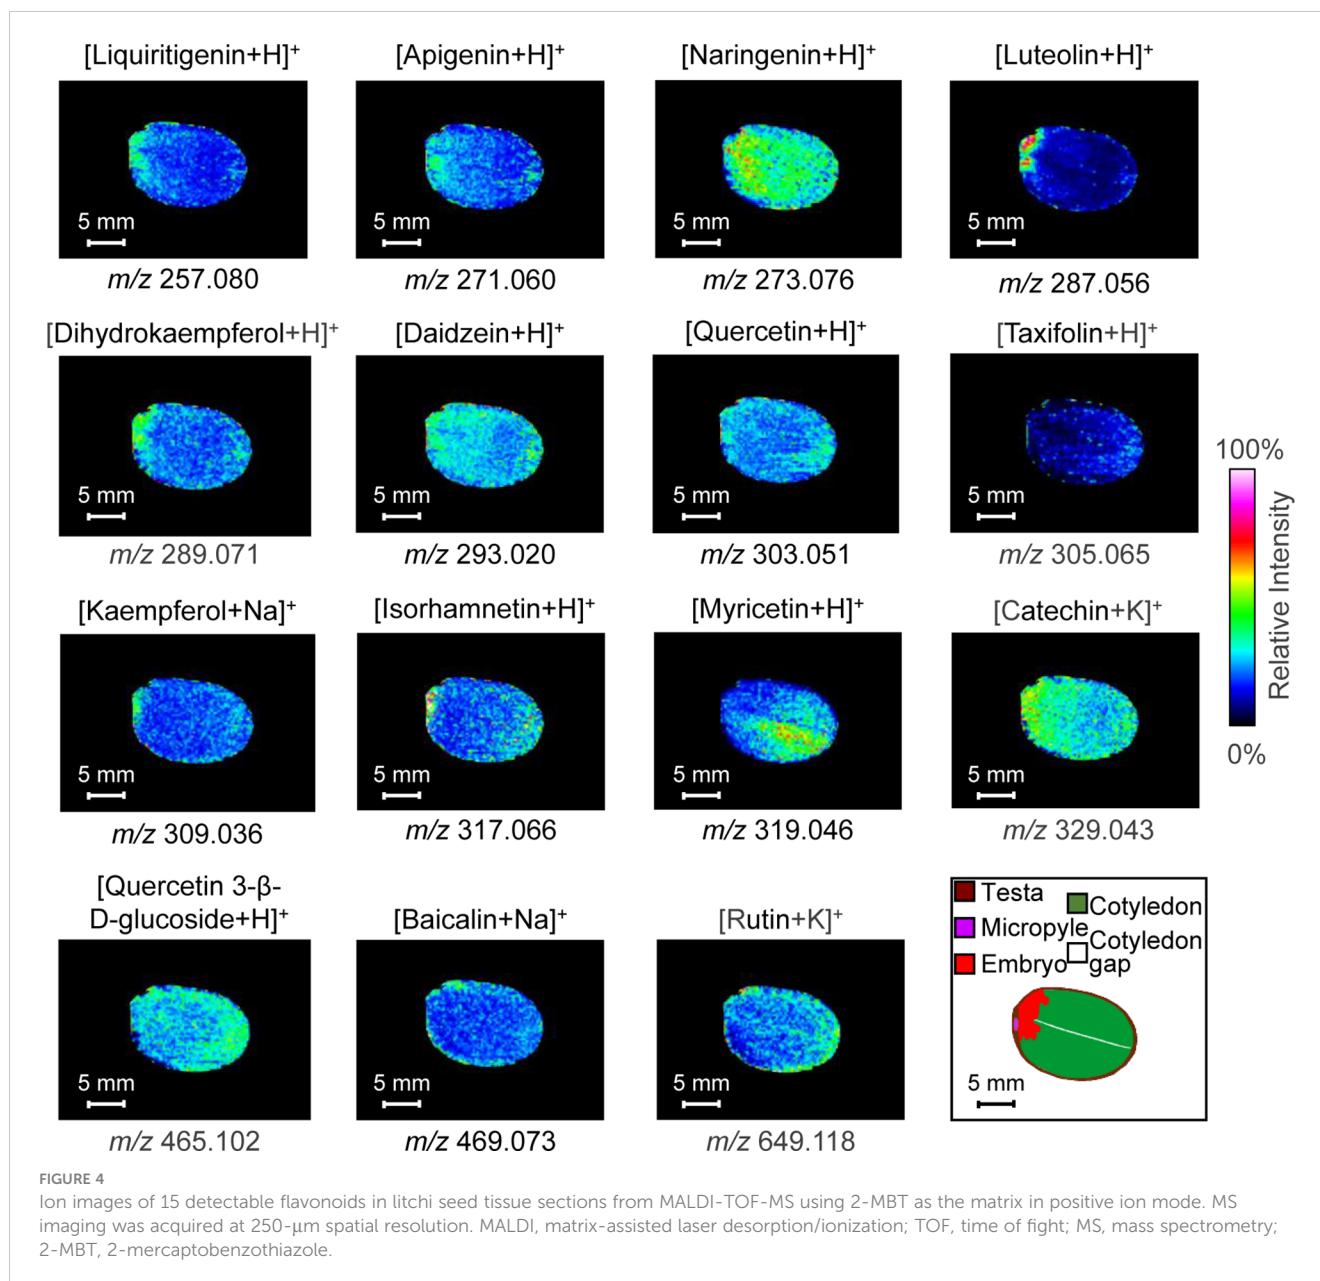 [Liquiritigenin+H]⁺ [Apigenin+H]⁺ [Naringenin+H]⁺ [Luteolin+H]⁺
5 mm 5 mm 5 mm 5 mm
m/z 257.080 m/z 271.060 m/z 273.076 m/z 287.056
[Dihydrokaempferol+H]⁺ [Daidzein+H]⁺ [Quercetin+H]⁺ [Taxifolin+H]⁺
5 mm 5 mm 5 mm 5 mm
m/z 289.071 m/z 293.020 m/z 303.051 m/z 305.065
100%
Relative Intensity
0%
[Kaempferol+Na]⁺ [Isorhamnetin+H]⁺ [Myricetin+H]⁺ [Catechin+K]⁺
5 mm 5 mm 5 mm 5 mm
m/z 309.036 m/z 317.066 m/z 319.046 m/z 329.043
[Quercetin 3-β-
D-glucoside+H]⁺ [Baicalin+Na]⁺ [Rutin+K]⁺
5 mm 5 mm 5 mm
m/z 465.102 m/z 469.073 m/z 649.118
Testa
Micropyle
Embryo
Cotyledon
Cotyledon
gap
5 mm
FIGURE 4
Ion images of 15 detectable flavonoids in litchi seed tissue sections from MALDI-TOF-MS using 2-MBT as the matrix in positive ion mode. MS
imaging was acquired at 250-μm spatial resolution. MALDI, matrix-assisted laser desorption/ionization; TOF, time of fight; MS, mass spectrometry;
2-MBT, 2-mercaptobenzothiazole.